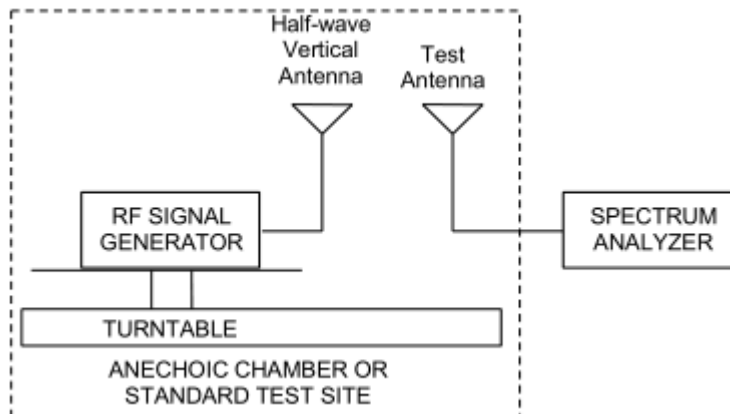 Half-wave
Vertical
Antenna
Test
Antenna
RF SIGNAL
GENERATOR
SPECTRUM
ANALYZER
TURNTABLE
ANECHOIC CHAMBER OR
STANDARD TEST SITE